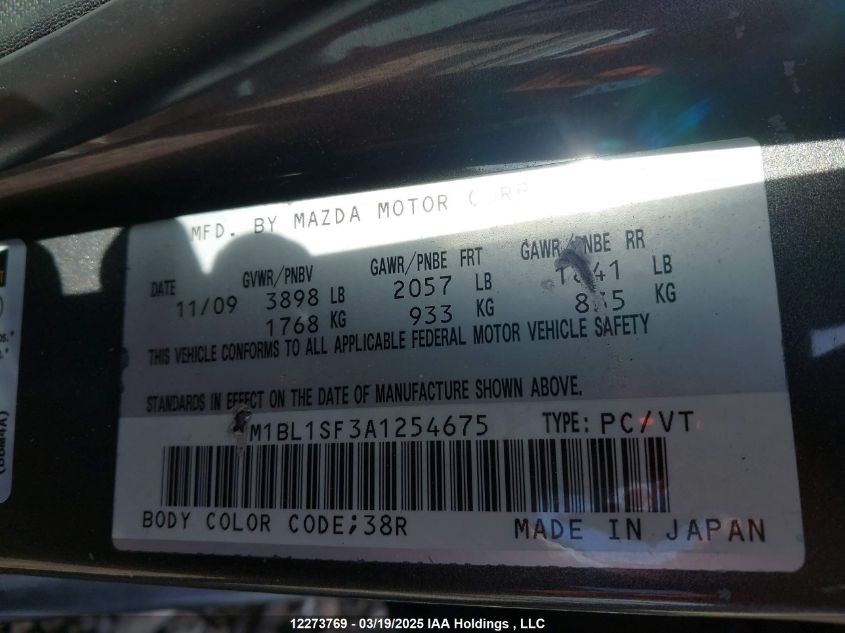 MFD. BY MAZDA MOTOR CORP
DATE GVWR/PNBV GAWR/PNBE FRT GAWR/PNBE RR
11/09 3898 LB 2057 LB LB
1768 KG 933 KG KG
THIS VEHICLE CONFORMS TO ALL APPLICABLE FEDERAL MOTOR VEHICLE SAFETY
STANDARDS IN EFFECT ON THE DATE OF MANUFACTURE SHOWN ABOVE.
M1BL1SF3A1254675 TYPE: PC/VT
BODY COLOR CODE;38R MADE IN JAPAN
12273769 - 03/19/2025 IAA Holdings , LLC